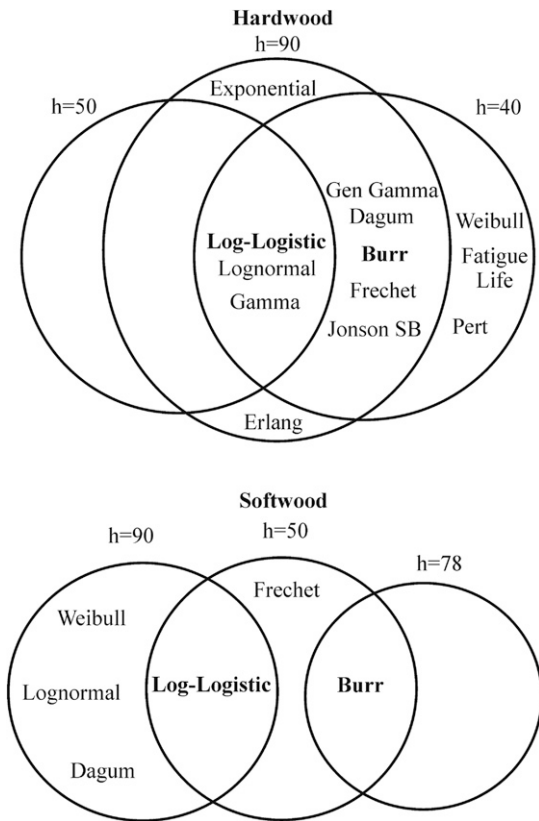 Hardwood
h=90
h=50
h=40
Exponential
Gen Gamma
Dagum
Burr
Frechet
Jonson SB
Log-Logistic
Lognormal
Gamma
Weibull
Fatigue
Life
Pert
Erlang
Softwood
h=90
h=50
h=78
Weibull
Lognormal
Dagum
Frechet
Log-Logistic
Burr